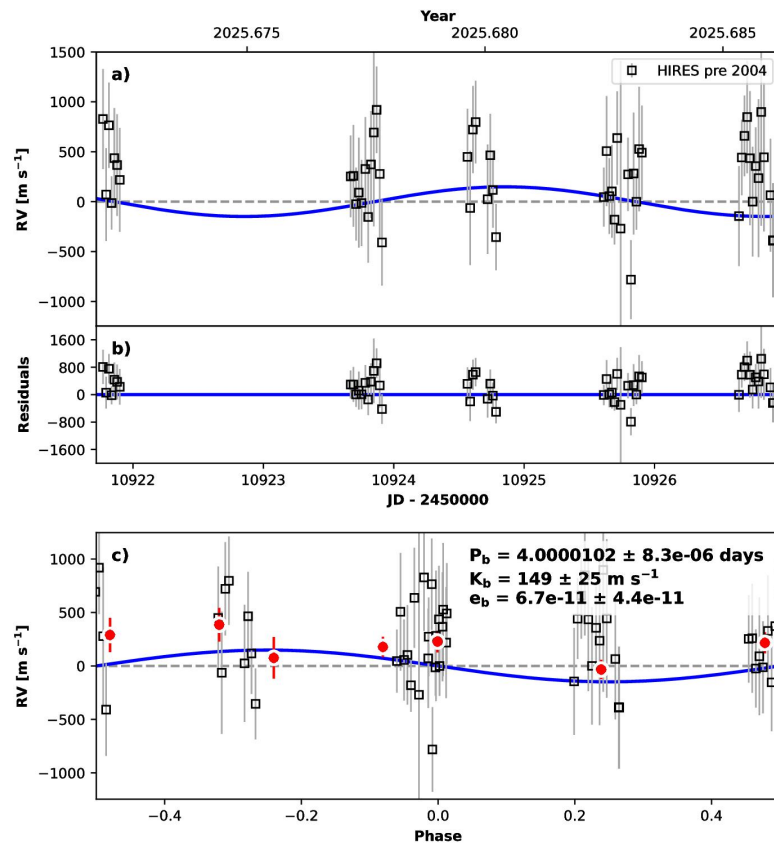 Year
2025.675 2025.680 2025.685
a)
HIRES pre 2004
1500
1000
500
0
−500
−1000
RV [m s⁻¹]
b)
1600
800
0
−800
−1600
Residuals
10922 10923 10924 10925 10926
JD - 2450000
c)
P_b = 4.0000102 ± 8.3e-06 days
K_b = 149 ± 25 m s⁻¹
e_b = 6.7e-11 ± 4.4e-11
1000
500
0
−500
−1000
RV [m s⁻¹]
−0.4 −0.2 0.0 0.2 0.4
Phase